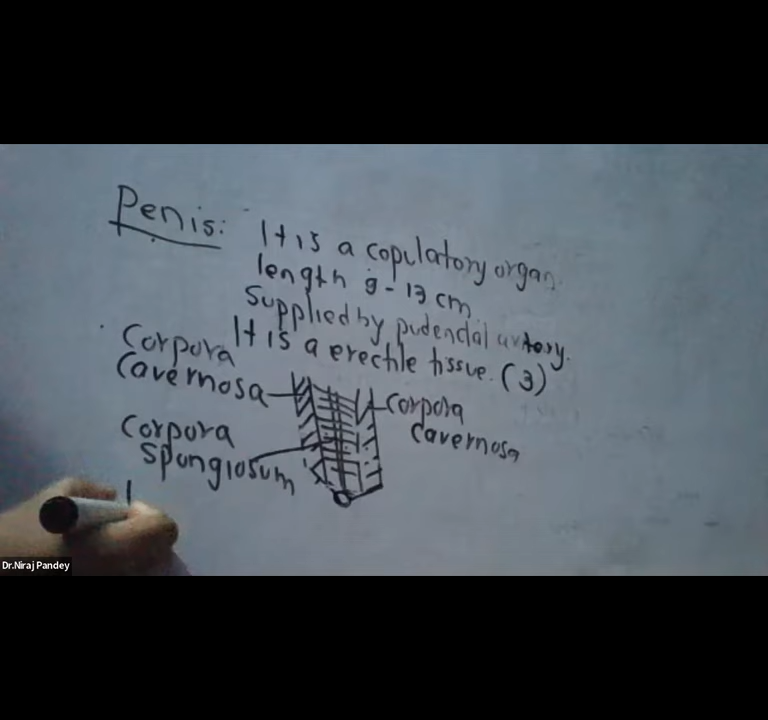 Penis: It is a copulatory organ.
length 9-13 cm
Supplied by pudendal artery.
It is a erectile tissue. (3)
Corpora
Cavernosa
Corpora
Cavernosa
Corpora
Spongiosum
Dr.Niraj Pandey